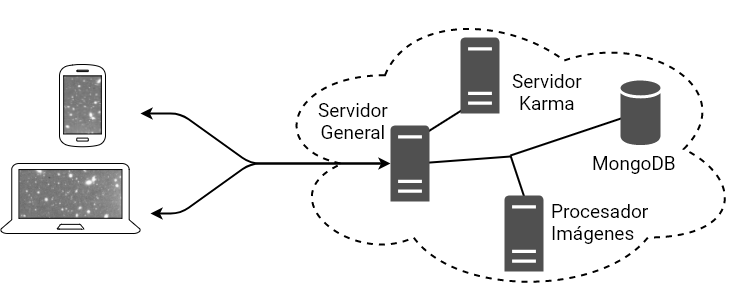 Servidor
Karma
Servidor
General
MongoDB
Procesador
Imágenes